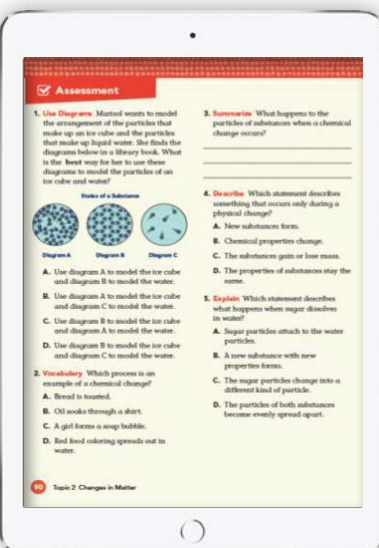 Assessment
1. Use Diagrams Marisol wants to model
the arrangement of the particles that
make up an ice cube and the particles
that make up liquid water. She finds the
diagrams below in a library book. What
is the best way for her to use these
diagrams to model the particles of an
ice cube and water?
States of a Substance
Diagram A Diagram B Diagram C
A. Use diagram A to model the ice cube
and diagram B to model the water.
B. Use diagram A to model the ice cube
and diagram C to model the water.
C. Use diagram B to model the ice cube
and diagram A to model the water.
D. Use diagram B to model the ice cube
and diagram C to model the water.
2. Vocabulary Which process is an
example of a chemical change?
A. Bread is toasted.
B. Oil soaks through a shirt.
C. A girl forms a soap bubble.
D. Red food coloring spreads out in
water.
3. Summarize What happens to the
particles of substances when a chemical
change occurs?
4. Describe Which statement describes
something that occurs only during a
physical change?
A. New substances form.
B. Chemical properties change.
C. The substances gain or lose mass.
D. The properties of substances stay the
same.
5. Explain Which statement describes
what happens when sugar dissolves
in water?
A. Sugar particles attach to the water
particles.
B. A new substance with new
properties forms.
C. The sugar particles change into a
different kind of particle.
D. The particles of both substances
become evenly spread apart.
90 Topic 2 Changes in Matter